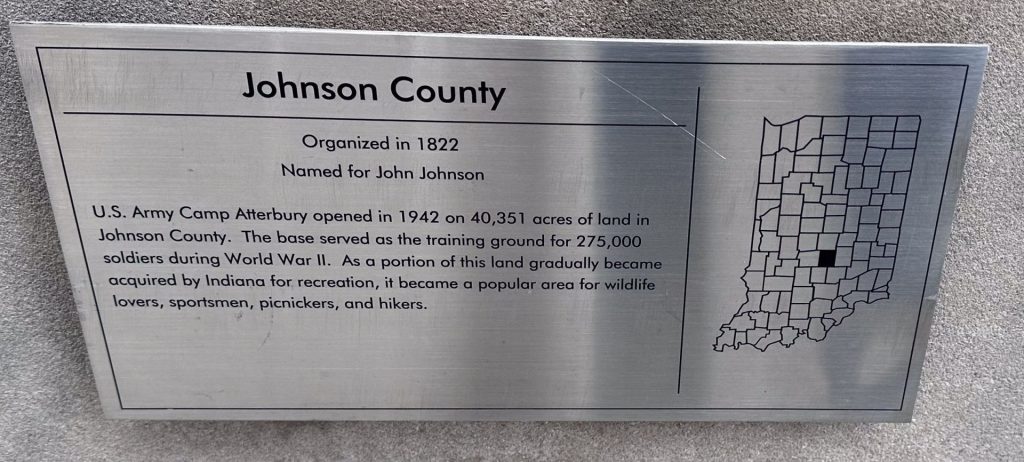 Johnson County
Organized in 1822
Named for John Johnson
U.S. Army Camp Atterbury opened in 1942 on 40,351 acres of land in
Johnson County. The base served as the training ground for 275,000
soldiers during World War II. As a portion of this land gradually became
acquired by Indiana for recreation, it became a popular area for wildlife
lovers, sportsmen, picnickers, and hikers.